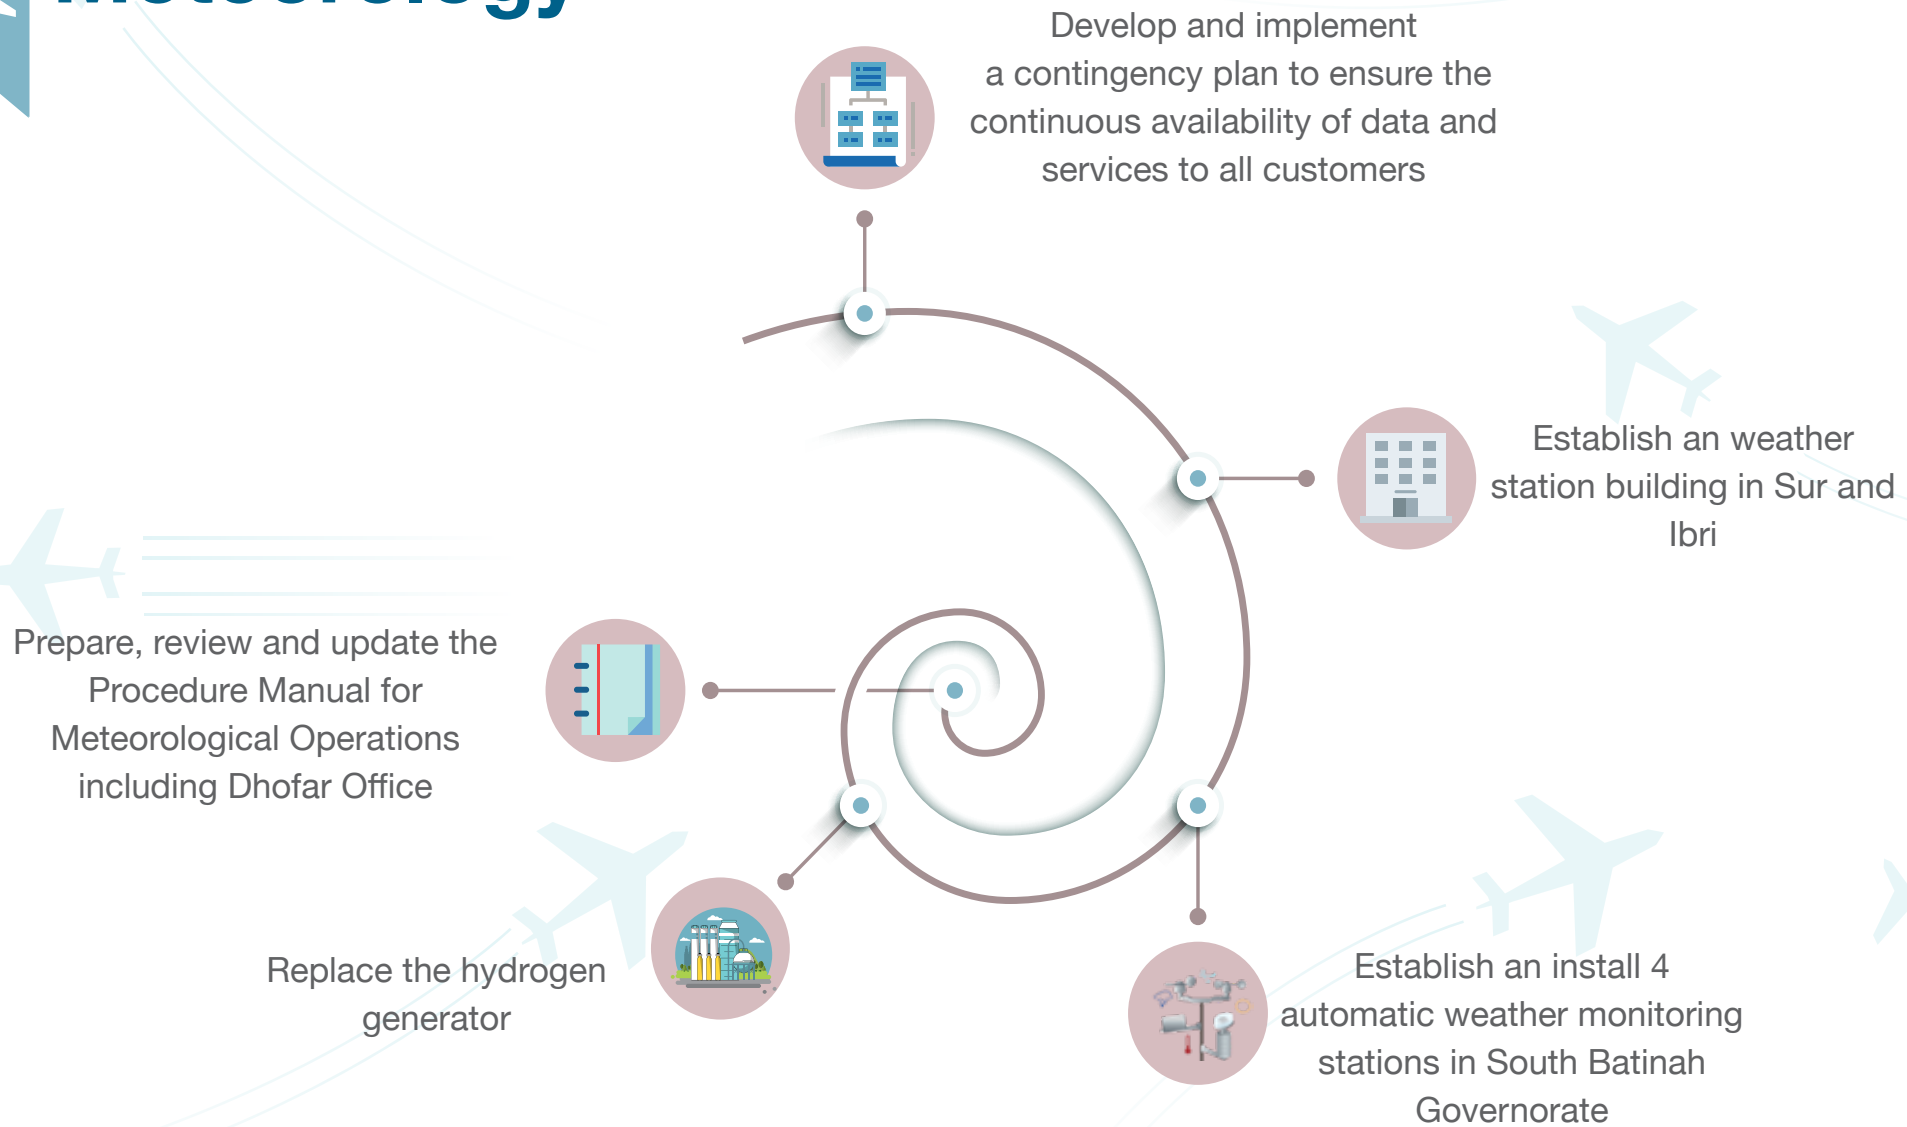 Meteorology
Develop and implement
a contingency plan to ensure the
continuous availability of data and
services to all customers
Establish an weather
station building in Sur and
Ibri
Prepare, review and update the
Procedure Manual for
Meteorological Operations
including Dhofar Office
Replace the hydrogen
generator
Establish an install 4
automatic weather monitoring
stations in South Batinah
Governorate